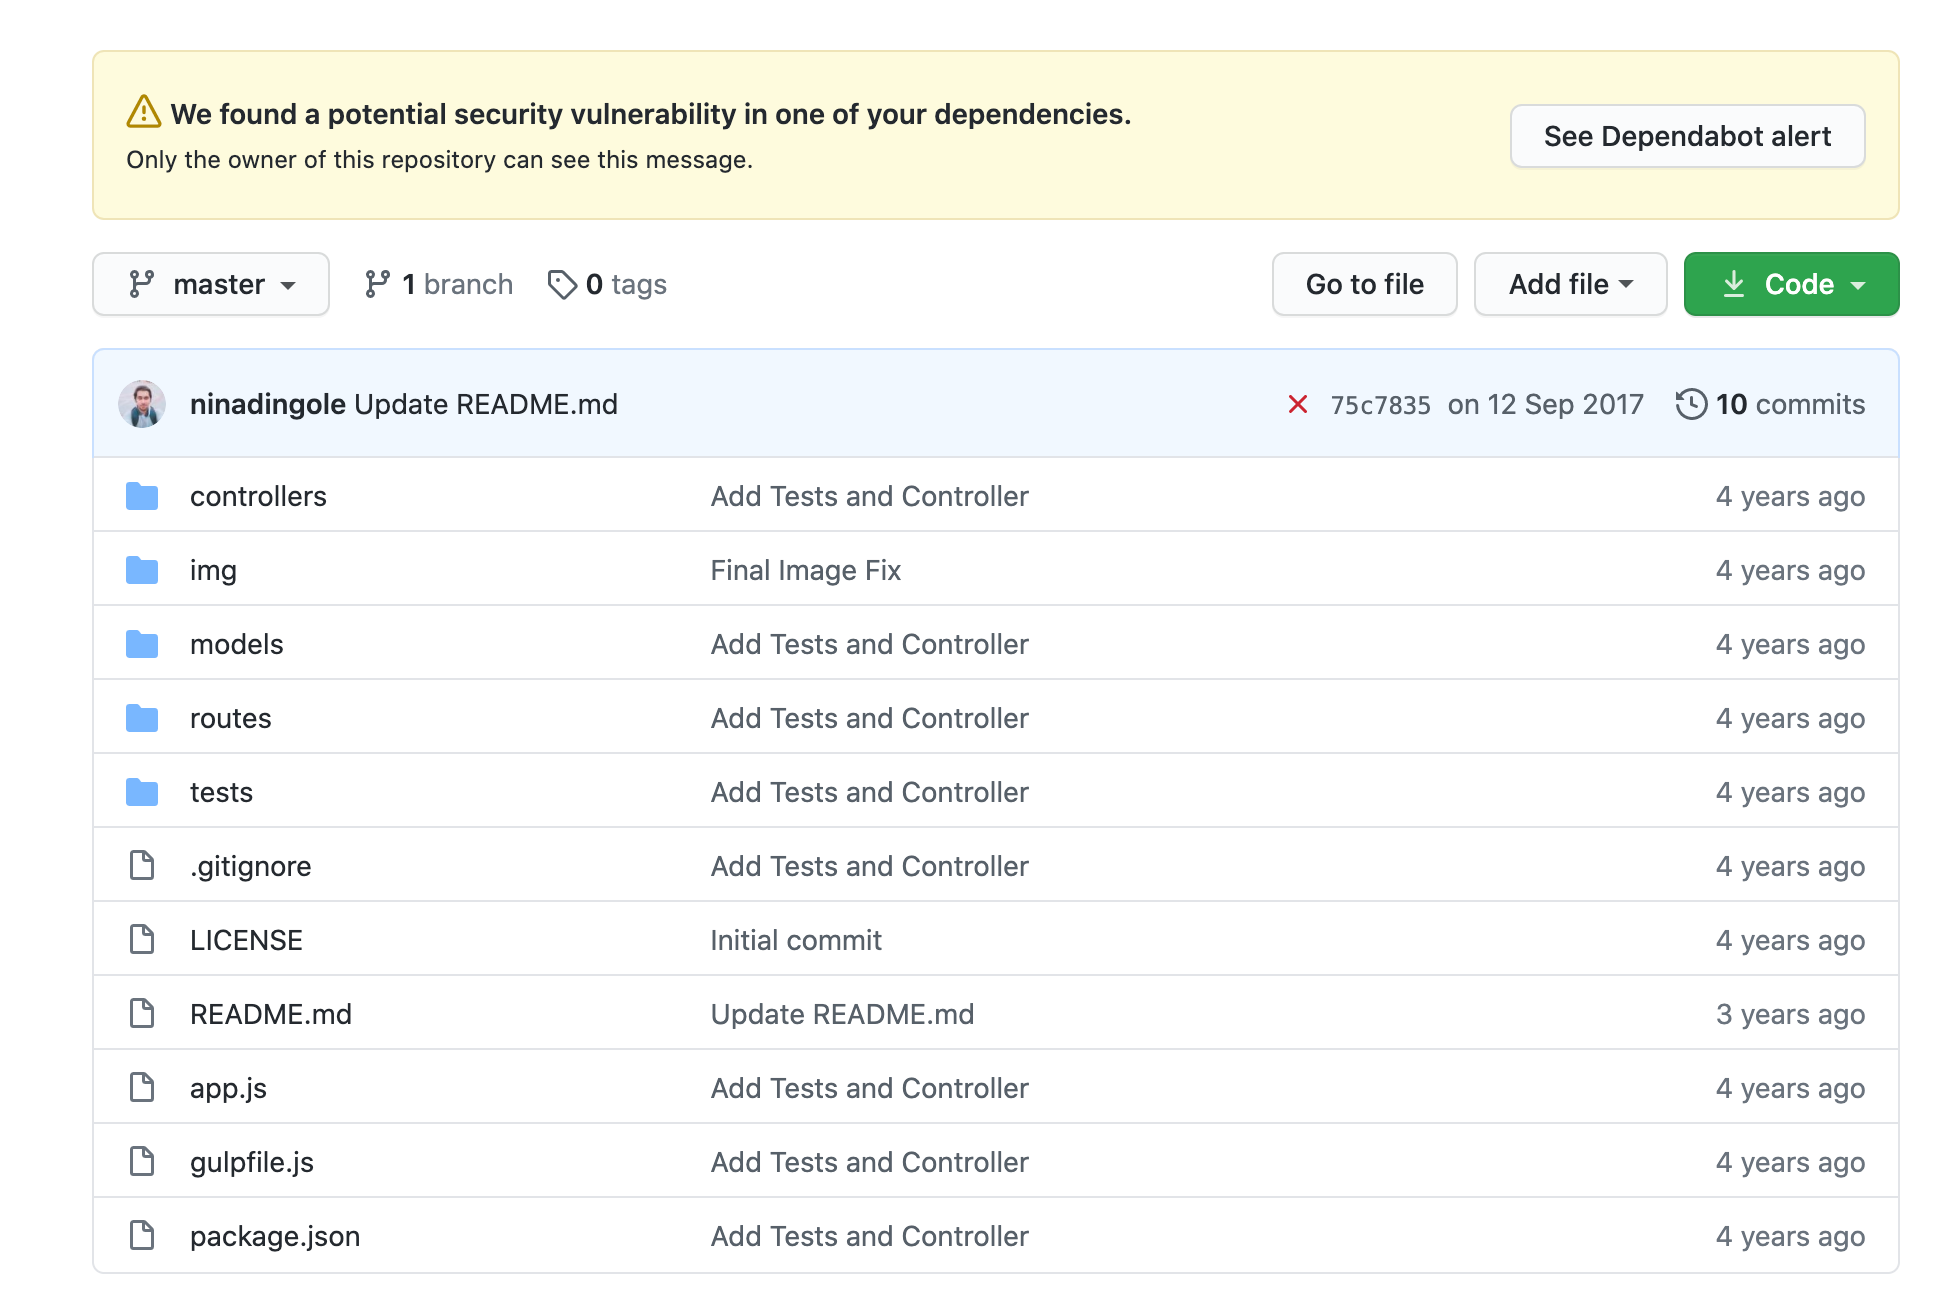 We found a potential security vulnerability in one of your dependencies.
Only the owner of this repository can see this message.
See Dependabot alert
master 1 branch 0 tags Go to file Add file Code
ninadingole Update README.md 75c7835 on 12 Sep 2017 10 commits
controllers Add Tests and Controller 4 years ago
img Final Image Fix 4 years ago
models Add Tests and Controller 4 years ago
routes Add Tests and Controller 4 years ago
tests Add Tests and Controller 4 years ago
.gitignore Add Tests and Controller 4 years ago
LICENSE Initial commit 4 years ago
README.md Update README.md 3 years ago
app.js Add Tests and Controller 4 years ago
gulpfile.js Add Tests and Controller 4 years ago
package.json Add Tests and Controller 4 years ago